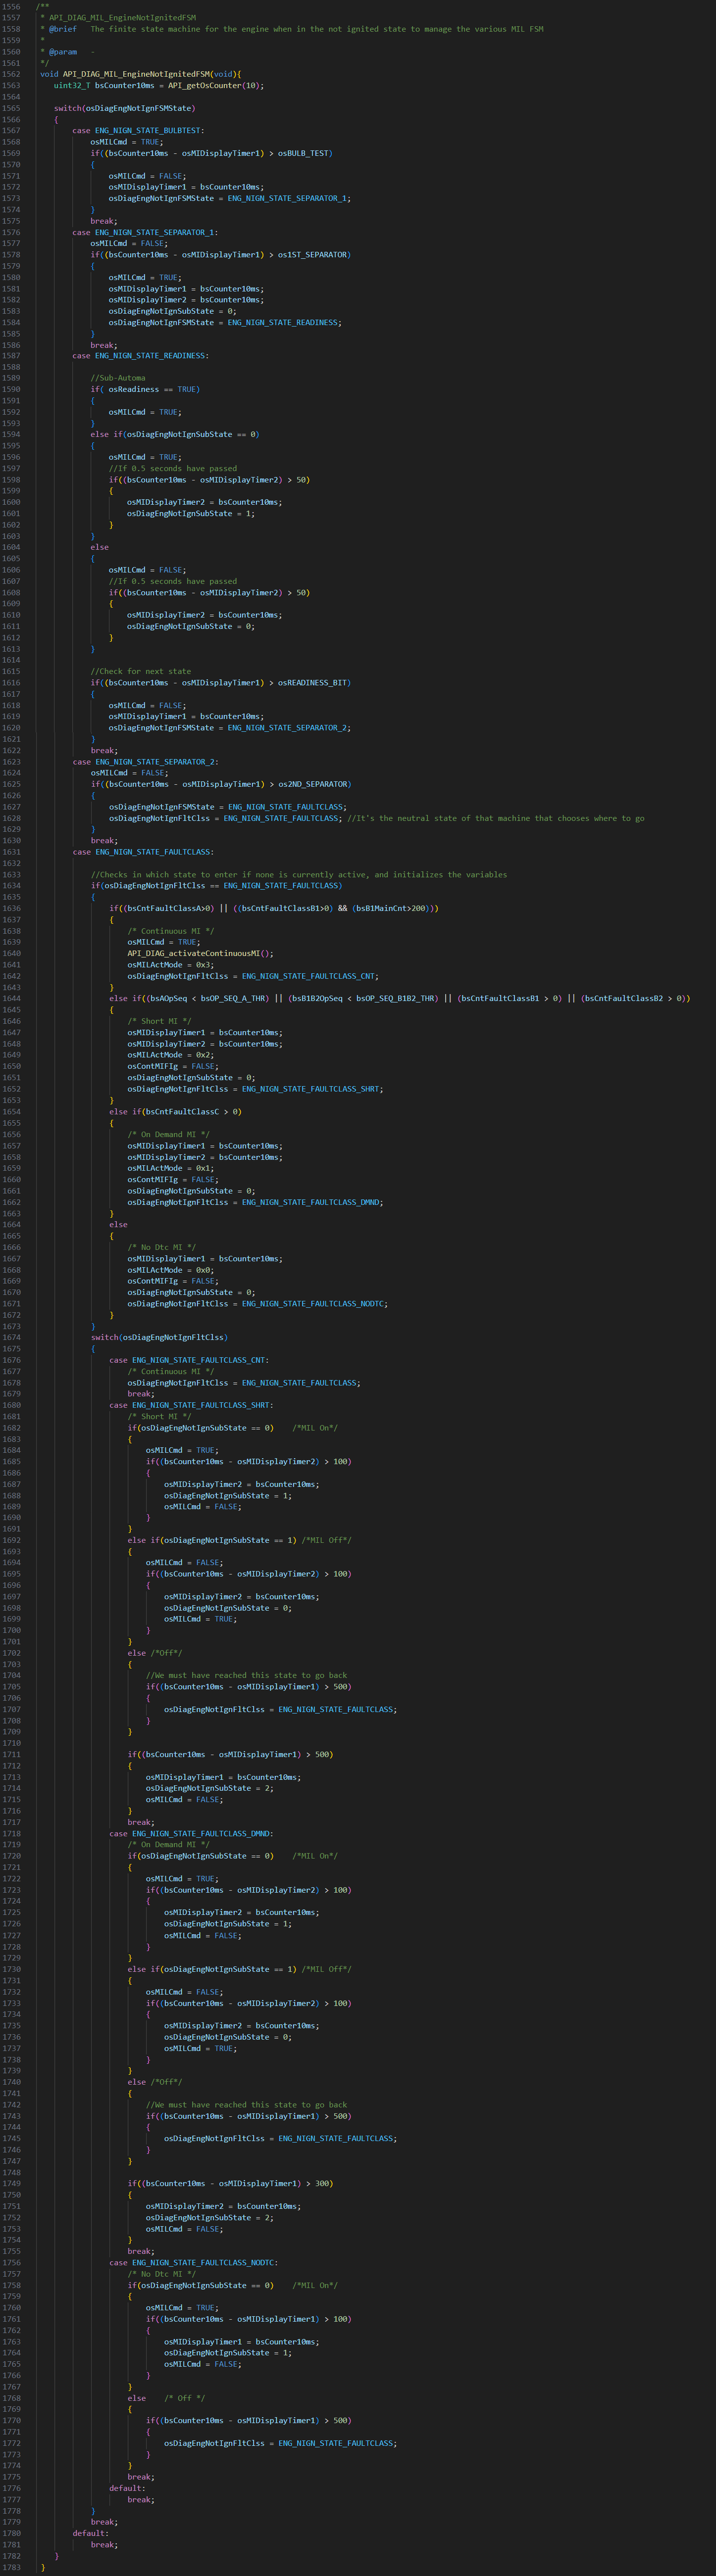 1556 /**
1557  * API_DIAG_MIL_EngineNotIgnitedFSM
1558  * @brief   The finite state machine for the engine when in the not ignited state to manage the various MIL FSM
1559  *
1560  * @param   -
1561  */
1562 void API_DIAG_MIL_EngineNotIgnitedFSM(void){
1563     uint32_T bsCounter10ms = API_getOsCounter(10);
1564
1565     switch(osDiagEngNotIgnFSMState)
1566     {
1567         case ENG_NIGN_STATE_BULBTEST:
1568             osMILCmd = TRUE;
1569             if((bsCounter10ms - osMIDisplayTimer1) > osBULB_TEST)
1570             {
1571                 osMILCmd = FALSE;
1572                 osMIDisplayTimer1 = bsCounter10ms;
1573                 osDiagEngNotIgnFSMState = ENG_NIGN_STATE_SEPARATOR_1;
1574             }
1575             break;
1576         case ENG_NIGN_STATE_SEPARATOR_1:
1577             osMILCmd = FALSE;
1578             if((bsCounter10ms - osMIDisplayTimer1) > os1ST_SEPARATOR)
1579             {
1580                 osMILCmd = TRUE;
1581                 osMIDisplayTimer1 = bsCounter10ms;
1582                 osMIDisplayTimer2 = bsCounter10ms;
1583                 osDiagEngNotIgnSubState = 0;
1584                 osDiagEngNotIgnFSMState = ENG_NIGN_STATE_READINESS;
1585             }
1586             break;
1587         case ENG_NIGN_STATE_READINESS:
1588
1589             //Sub-Automa
1590             if( osReadiness == TRUE)
1591             {
1592                 osMILCmd = TRUE;
1593             }
1594             else if(osDiagEngNotIgnSubState == 0)
1595             {
1596                 osMILCmd = TRUE;
1597                 //If 0.5 seconds have passed
1598                 if((bsCounter10ms - osMIDisplayTimer2) > 50)
1599                 {
1600                     osMIDisplayTimer2 = bsCounter10ms;
1601                     osDiagEngNotIgnSubState = 1;
1602                 }
1603             }
1604             else
1605             {
1606                 osMILCmd = FALSE;
1607                 //If 0.5 seconds have passed
1608                 if((bsCounter10ms - osMIDisplayTimer2) > 50)
1609                 {
1610                     osMIDisplayTimer2 = bsCounter10ms;
1611                     osDiagEngNotIgnSubState = 0;
1612                 }
1613             }
1614
1615             //Check for next state
1616             if((bsCounter10ms - osMIDisplayTimer1) > osREADINESS_BIT)
1617             {
1618                 osMILCmd = FALSE;
1619                 osMIDisplayTimer1 = bsCounter10ms;
1620                 osDiagEngNotIgnFSMState = ENG_NIGN_STATE_SEPARATOR_2;
1621             }
1622             break;
1623         case ENG_NIGN_STATE_SEPARATOR_2:
1624             osMILCmd = FALSE;
1625             if((bsCounter10ms - osMIDisplayTimer1) > os2ND_SEPARATOR)
1626             {
1627                 osDiagEngNotIgnFSMState = ENG_NIGN_STATE_FAULTCLASS;
1628                 osDiagEngNotIgnFltClss = ENG_NIGN_STATE_FAULTCLASS; //It's the neutral state of that machine that chooses where to go
1629             }
1630             break;
1631         case ENG_NIGN_STATE_FAULTCLASS:
1632
1633             //Checks in which state to enter if none is currently active, and initializes the variables
1634             if(osDiagEngNotIgnFltClss == ENG_NIGN_STATE_FAULTCLASS)
1635             {
1636                 if((bsCntFaultClassA>0) || ((bsCntFaultClassB1>0) && (bsB1MainCnt>200)))
1637                 {
1638                     /* Continuous MI */
1639                     osMILCmd = TRUE;
1640                     API_DIAG_activateContinuousMI();
1641                     osMILActMode = 0x3;
1642                     osDiagEngNotIgnFltClss = ENG_NIGN_STATE_FAULTCLASS_CNT;
1643                 }
1644                 else if((bsAOpSeq < bsOP_SEQ_A_THR) || (bsB1B2OpSeq < bsOP_SEQ_B1B2_THR) || (bsCntFaultClassB1 > 0) || (bsCntFaultClassB2 > 0))
1645                 {
1646                     /* Short MI */
1647                     osMIDisplayTimer1 = bsCounter10ms;
1648                     osMIDisplayTimer2 = bsCounter10ms;
1649                     osMILActMode = 0x2;
1650                     osContMIFIg = FALSE;
1651                     osDiagEngNotIgnSubState = 0;
1652                     osDiagEngNotIgnFltClss = ENG_NIGN_STATE_FAULTCLASS_SHRT;
1653                 }
1654                 else if(bsCntFaultClassC > 0)
1655                 {
1656                     /* On Demand MI */
1657                     osMIDisplayTimer1 = bsCounter10ms;
1658                     osMIDisplayTimer2 = bsCounter10ms;
1659                     osMILActMode = 0x1;
1660                     osContMIFIg = FALSE;
1661                     osDiagEngNotIgnSubState = 0;
1662                     osDiagEngNotIgnFltClss = ENG_NIGN_STATE_FAULTCLASS_DMND;
1663                 }
1664                 else
1665                 {
1666                     /* No Dtc MI */
1667                     osMIDisplayTimer1 = bsCounter10ms;
1668                     osMILActMode = 0x0;
1669                     osContMIFIg = FALSE;
1670                     osDiagEngNotIgnSubState = 0;
1671                     osDiagEngNotIgnFltClss = ENG_NIGN_STATE_FAULTCLASS_NODTC;
1672                 }
1673             }
1674             switch(osDiagEngNotIgnFltClss)
1675             {
1676                 case ENG_NIGN_STATE_FAULTCLASS_CNT:
1677                     /* Continuous MI */
1678                     osDiagEngNotIgnFltClss = ENG_NIGN_STATE_FAULTCLASS;
1679                     break;
1680                 case ENG_NIGN_STATE_FAULTCLASS_SHRT:
1681                     /* Short MI */
1682                     if(osDiagEngNotIgnSubState == 0)    /*MIL On*/
1683                     {
1684                         osMILCmd = TRUE;
1685                         if((bsCounter10ms - osMIDisplayTimer2) > 100)
1686                         {
1687                             osMIDisplayTimer2 = bsCounter10ms;
1688                             osDiagEngNotIgnSubState = 1;
1689                             osMILCmd = FALSE;
1690                         }
1691                     }
1692                     else if(osDiagEngNotIgnSubState == 1) /*MIL Off*/
1693                     {
1694                         osMILCmd = FALSE;
1695                         if((bsCounter10ms - osMIDisplayTimer2) > 100)
1696                         {
1697                             osMIDisplayTimer2 = bsCounter10ms;
1698                             osDiagEngNotIgnSubState = 0;
1699                             osMILCmd = TRUE;
1700                         }
1701                     }
1702                     else /*Off*/
1703                     {
1704                         //We must have reached this state to go back
1705                         if((bsCounter10ms - osMIDisplayTimer1) > 500)
1706                         {
1707                             osDiagEngNotIgnFltClss = ENG_NIGN_STATE_FAULTCLASS;
1708                         }
1709                     }
1710
1711                     if((bsCounter10ms - osMIDisplayTimer1) > 500)
1712                     {
1713                         osMIDisplayTimer1 = bsCounter10ms;
1714                         osDiagEngNotIgnSubState = 2;
1715                         osMILCmd = FALSE;
1716                     }
1717                     break;
1718                 case ENG_NIGN_STATE_FAULTCLASS_DMND:
1719                     /* On Demand MI */
1720                     if(osDiagEngNotIgnSubState == 0)    /*MIL On*/
1721                     {
1722                         osMILCmd = TRUE;
1723                         if((bsCounter10ms - osMIDisplayTimer2) > 100)
1724                         {
1725                             osMIDisplayTimer2 = bsCounter10ms;
1726                             osDiagEngNotIgnSubState = 1;
1727                             osMILCmd = FALSE;
1728                         }
1729                     }
1730                     else if(osDiagEngNotIgnSubState == 1) /*MIL Off*/
1731                     {
1732                         osMILCmd = FALSE;
1733                         if((bsCounter10ms - osMIDisplayTimer2) > 100)
1734                         {
1735                             osMIDisplayTimer2 = bsCounter10ms;
1736                             osDiagEngNotIgnSubState = 0;
1737                             osMILCmd = TRUE;
1738                         }
1739                     }
1740                     else /*Off*/
1741                     {
1742                         //We must have reached this state to go back
1743                         if((bsCounter10ms - osMIDisplayTimer1) > 500)
1744                         {
1745                             osDiagEngNotIgnFltClss = ENG_NIGN_STATE_FAULTCLASS;
1746                         }
1747                     }
1748
1749                     if((bsCounter10ms - osMIDisplayTimer1) > 300)
1750                     {
1751                         osMIDisplayTimer2 = bsCounter10ms;
1752                         osDiagEngNotIgnSubState = 2;
1753                         osMILCmd = FALSE;
1754                     }
1755                     break;
1756                 case ENG_NIGN_STATE_FAULTCLASS_NODTC:
1757                     /* No Dtc MI */
1758                     if(osDiagEngNotIgnSubState == 0)    /*MIL On*/
1759                     {
1760                         osMILCmd = TRUE;
1761                         if((bsCounter10ms - osMIDisplayTimer1) > 100)
1762                         {
1763                             osMIDisplayTimer1 = bsCounter10ms;
1764                             osDiagEngNotIgnSubState = 1;
1765                             osMILCmd = FALSE;
1766                         }
1767                     }
1768                     else    /* Off */
1769                     {
1770                         if((bsCounter10ms - osMIDisplayTimer1) > 500)
1771                         {
1772                             osDiagEngNotIgnFltClss = ENG_NIGN_STATE_FAULTCLASS;
1773                         }
1774                     }
1775                     break;
1776                 default:
1777                     break;
1778             }
1779             break;
1780         default:
1781             break;
1782     }
1783 }